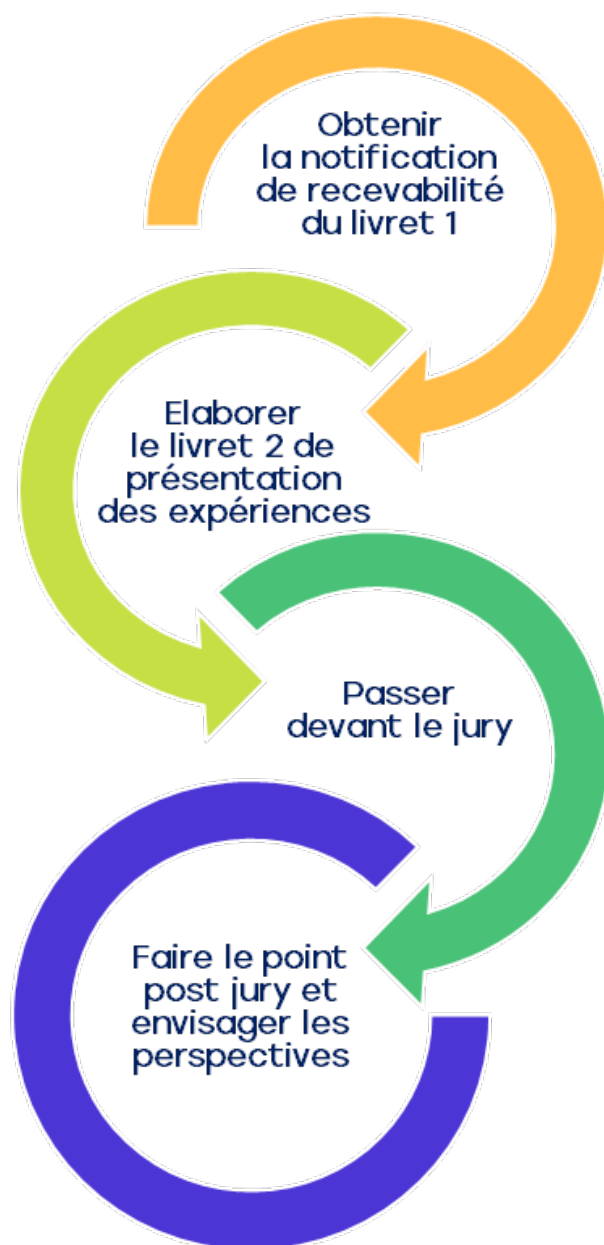 Obtenir
la notification
de recevabilité
du livret 1
Elaborer
le livret 2 de
présentation
des expériences
Passer
devant le jury
Faire le point
post jury et
envisager les
perspectives